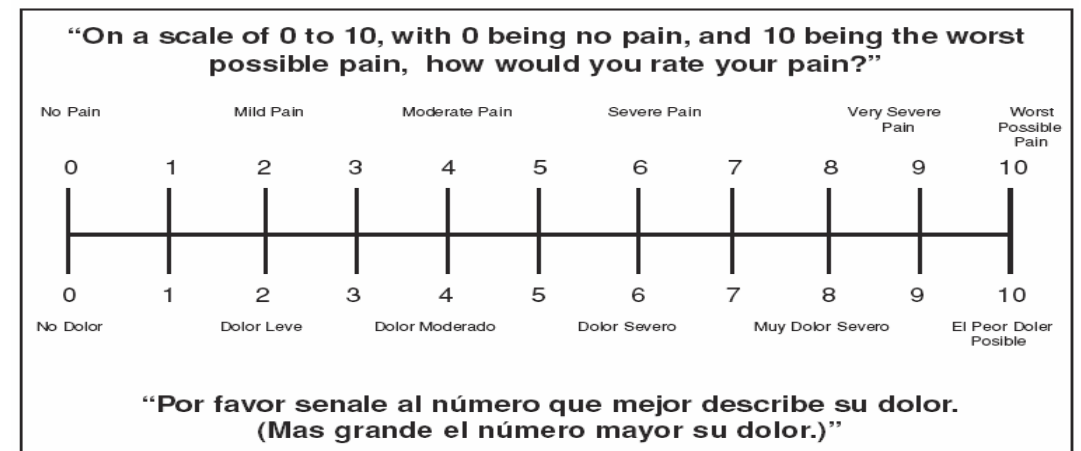 “On a scale of 0 to 10, with 0 being no pain, and 10 being the worst
possible pain, how would you rate your pain?”
No Pain Mild Pain Moderate Pain Severe Pain Very Severe Pain Worst Possible Pain
0 1 2 3 4 5 6 7 8 9 10
0 1 2 3 4 5 6 7 8 9 10
No Dolor Dolor Leve Dolor Moderado Dolor Severo Muy Dolor Severo El Peor Doler Posible
“Por favor senale al número que mejor describe su dolor.
(Mas grande el número mayor su dolor.)”